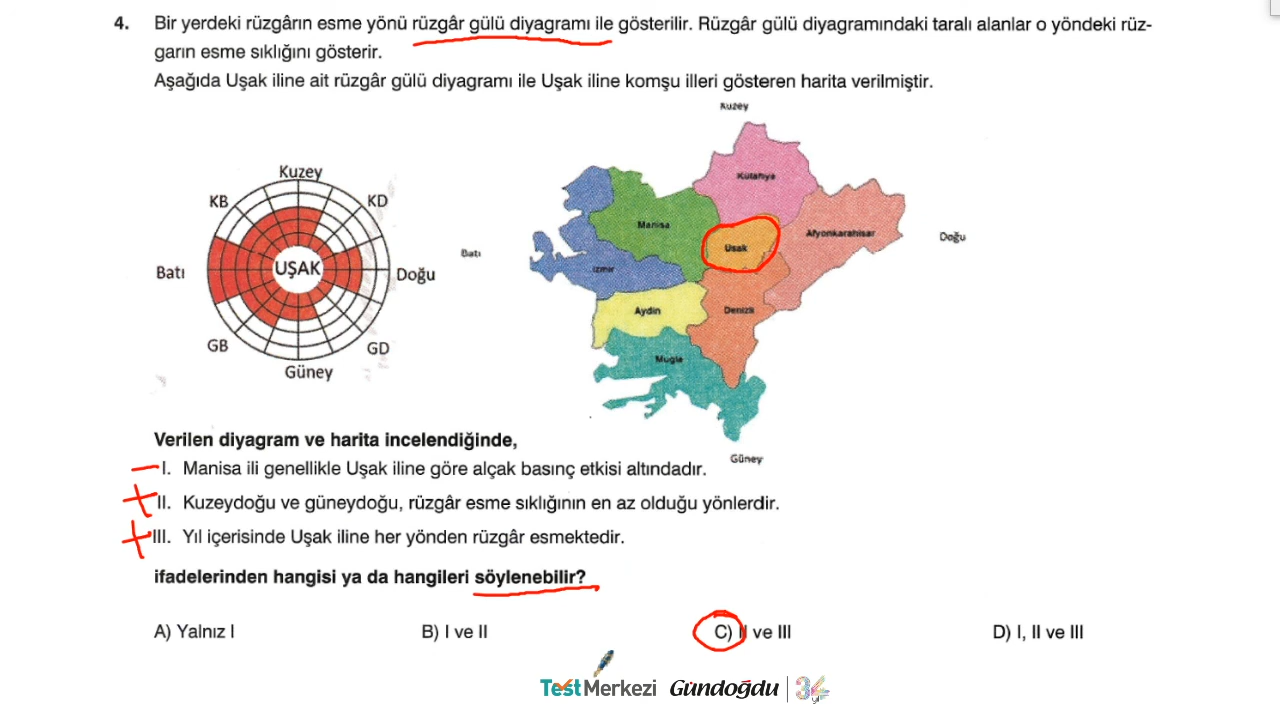 4. Bir yerdeki rüzgârın esme yönü rüzgâr gülü diyagramı ile gösterilir. Rüzgâr gülü diyagramındaki taralı alanlar o yöndeki rüz-
garın esme sıklığını gösterir.
Aşağıda Uşak iline ait rüzgâr gülü diyagramı ile Uşak iline komşu illeri gösteren harita verilmiştir.
Kuzey
KB
KD
Batı
UŞAK
Doğu
GB
GD
Güney
Kuzey
Kütahya
Manisa
Uşak
Afyonkarahisar
Doğu
Batı
İzmir
Aydın
Denizli
Muğla
Güney
Verilen diyagram ve harita incelendiğinde,
I. Manisa ili genellikle Uşak iline göre alçak basınç etkisi altındadır.
II. Kuzeydoğu ve güneydoğu, rüzgâr esme sıklığının en az olduğu yönlerdir.
III. Yıl içerisinde Uşak iline her yönden rüzgâr esmektedir.
ifadelerinden hangisi ya da hangileri söylenebilir?
A) Yalnız I B) I ve II C) II ve III D) I, II ve III
TestMerkezi Gündoğdu 34